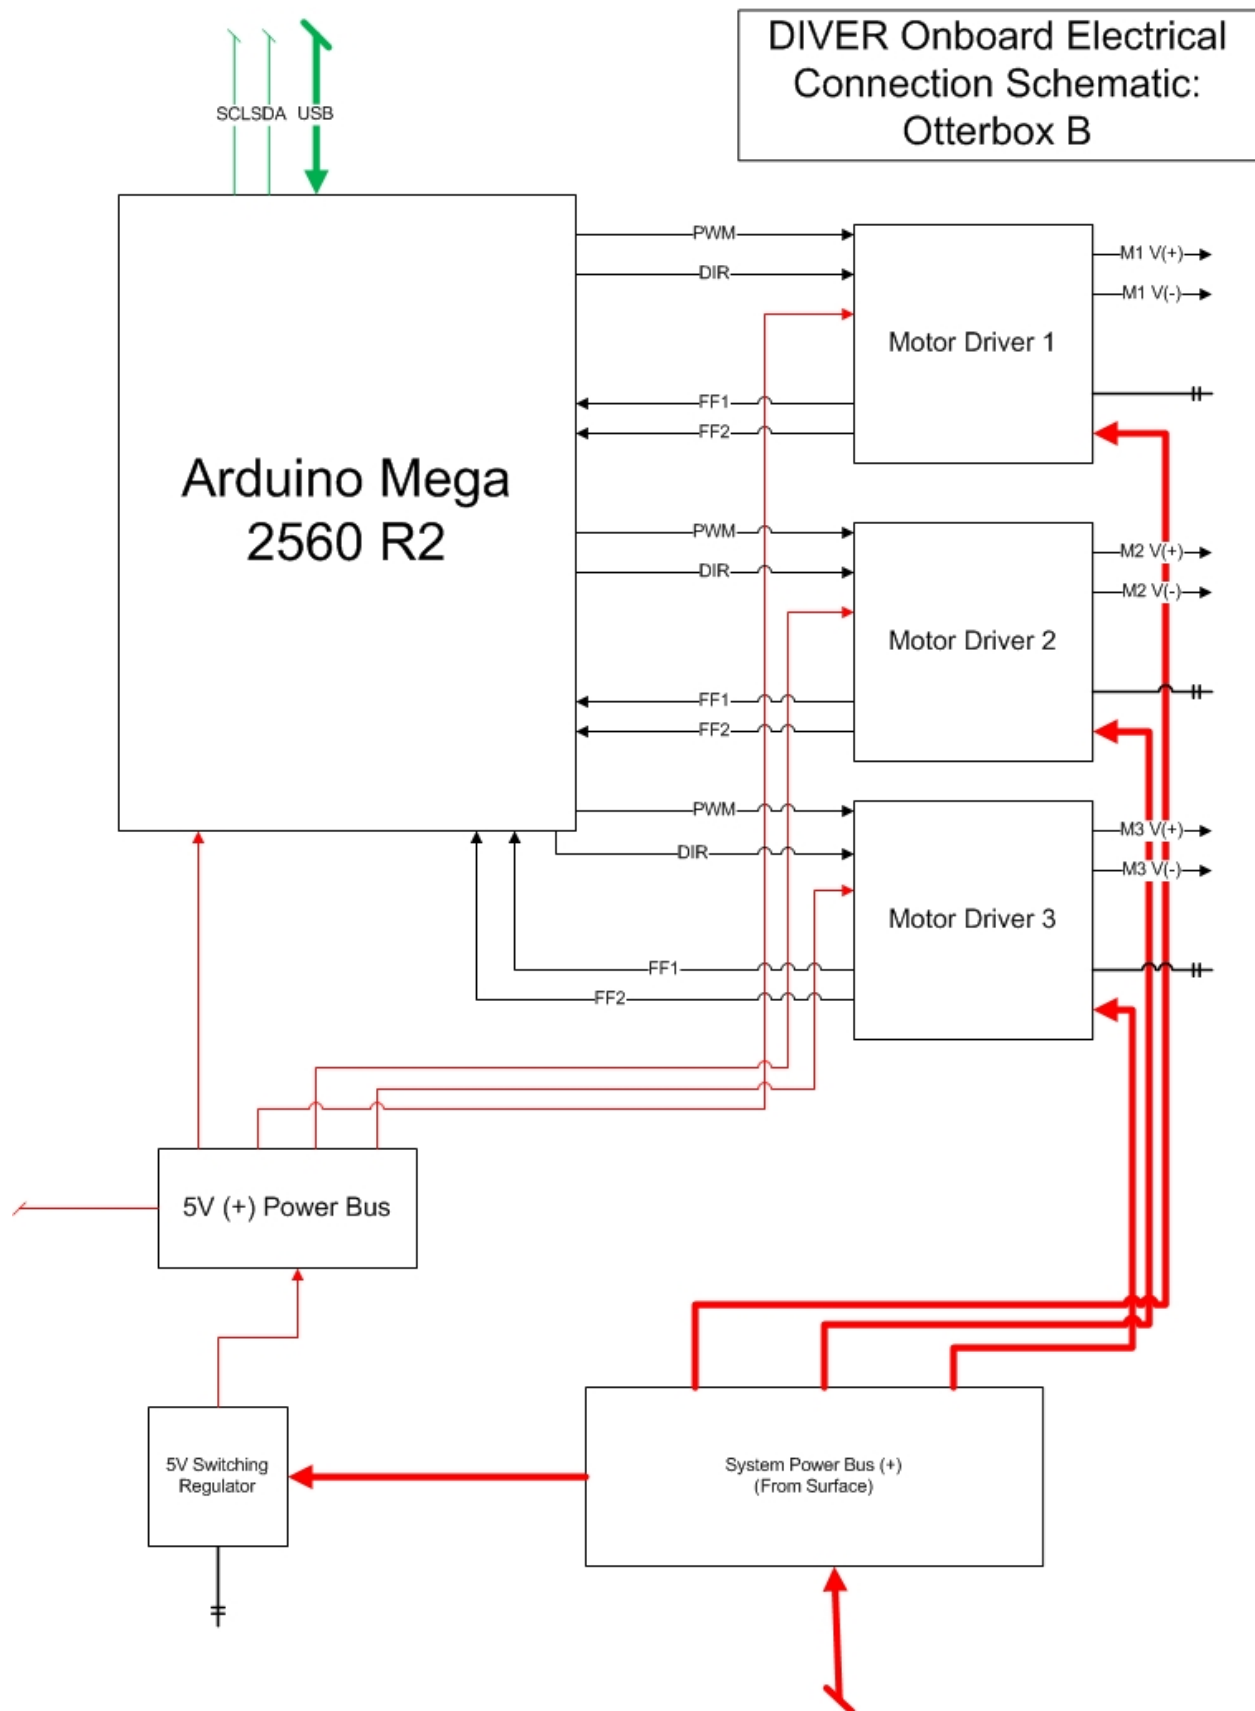 DIVER Onboard Electrical
Connection Schematic:
Otterbox B
SCL SDA USB
PWM
DIR
M1 V(+)
M1 V(-)
Motor Driver 1
FF1
FF2
Arduino Mega
2560 R2
PWM
DIR
M2 V(+)
M2 V(-)
Motor Driver 2
FF1
FF2
PWM
DIR
M3 V(+)
M3 V(-)
Motor Driver 3
FF1
FF2
5V (+) Power Bus
5V Switching
Regulator
System Power Bus (+)
(From Surface)